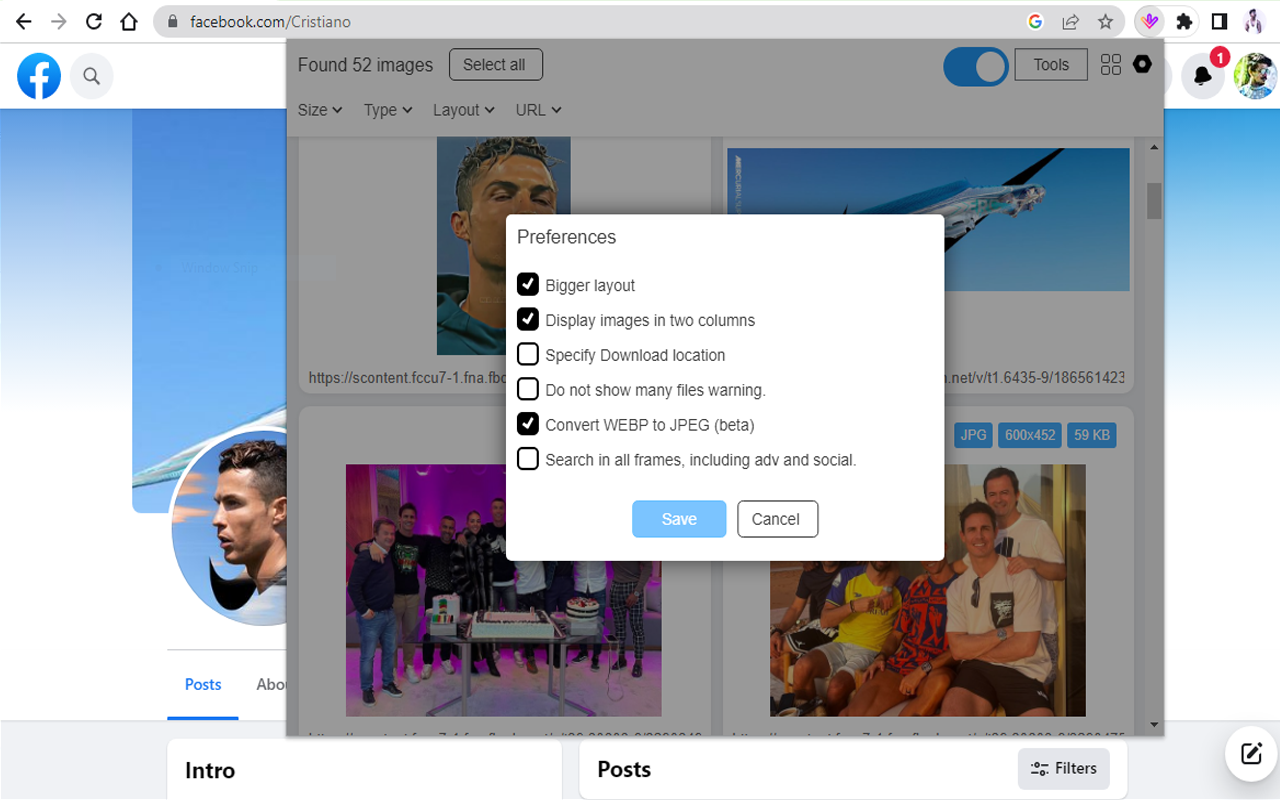 facebook.com/Cristiano
Found 52 images
Select all
Tools
1
Size
Type
Layout
URL
Window Snip
Preferences
Bigger layout
Display images in two columns
Specify Download location
Do not show many files warning.
Convert WEBP to JPEG (beta)
Search in all frames, including adv and social.
Save
Cancel
https://scontent.fccu7-1.fna.fbc
.net/v/t1.6435-9/186561423
JPG
600x452
59 KB
Posts
Abou
Intro
Posts
Filters